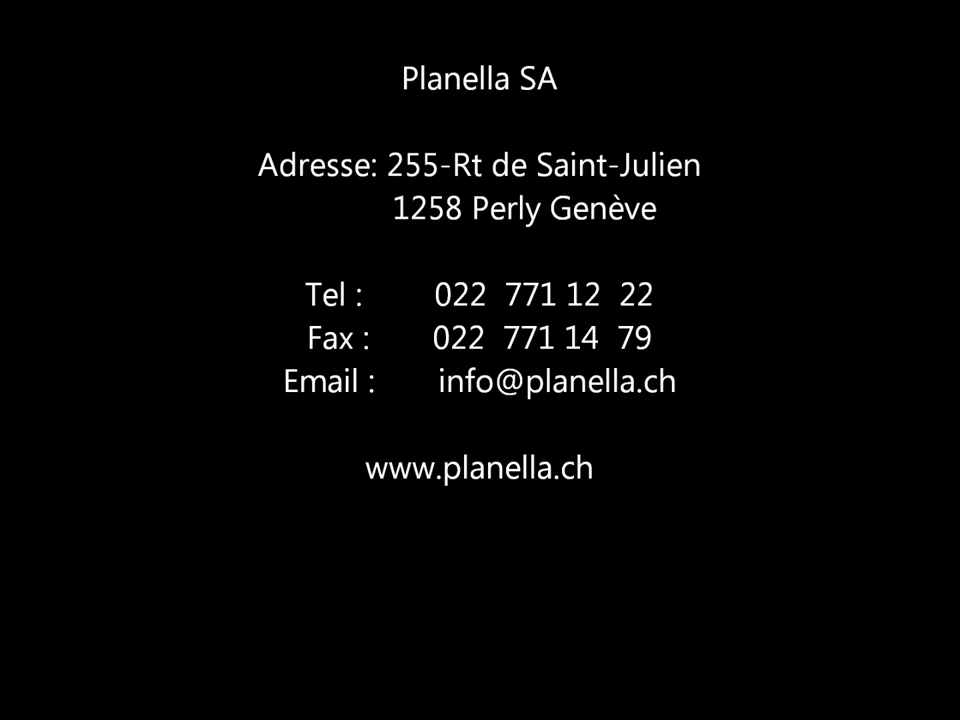 Planella SA
Adresse: 255-Rt de Saint-Julien
1258 Perly Genève
Tel : 022 771 12 22
Fax : 022 771 14 79
Email : info@planella.ch
www.planella.ch